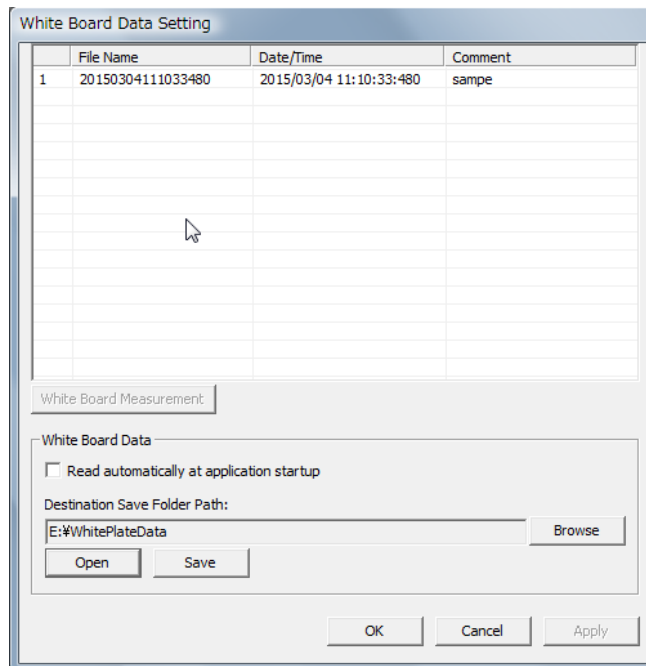 White Board Data Setting
File Name Date/Time Comment
1 20150304111033480 2015/03/04 11:10:33:480 sampe
White Board Measurement
White Board Data
Read automatically at application startup
Destination Save Folder Path:
E:¥WhitePlateData Browse
Open Save
OK Cancel Apply